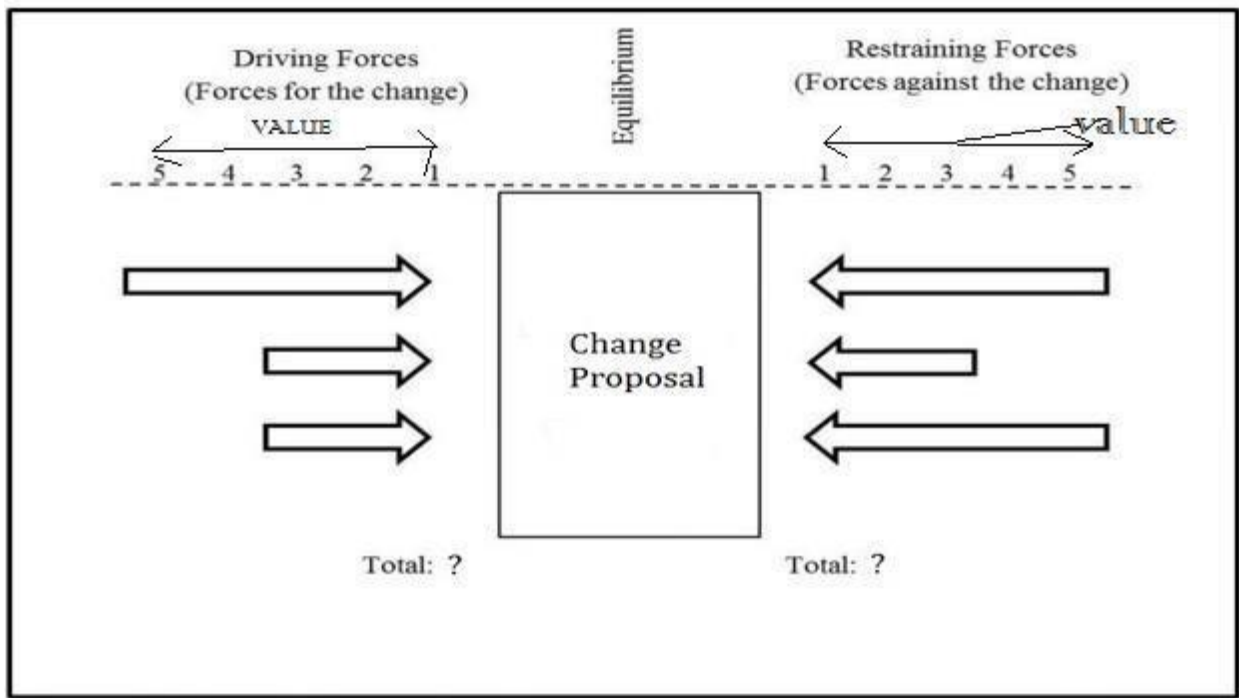 Driving Forces
(Forces for the change)
VALUE
5 4 3 2 1
Equilibrium
Restraining Forces
(Forces against the change)
value
1 2 3 4 5
Change
Proposal
Total: ?
Total: ?